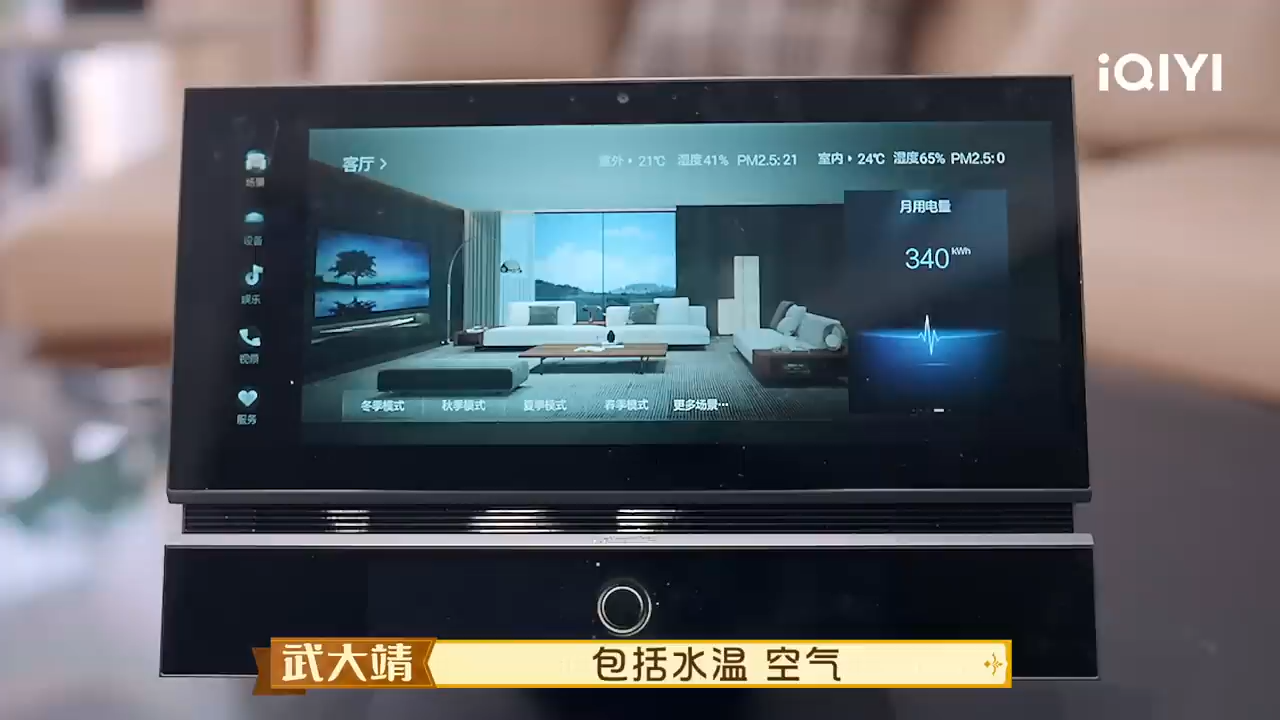 iQIYI
客厅 >
室外 21℃ 湿度41% PM2.5:21 室内 24℃ 湿度65% PM2.5:0
场景
设备
娱乐
视频
服务
月用电量
340 kWh
冬季模式 秋季模式 夏季模式 春季模式 更多场景…
武大靖 包括水温 空气